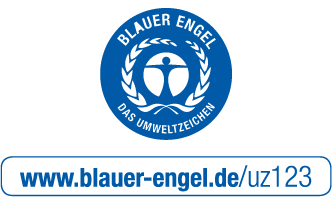 BLAUER ENGEL
DAS UMWELTZEICHEN
www.blauer-engel.de/uz123